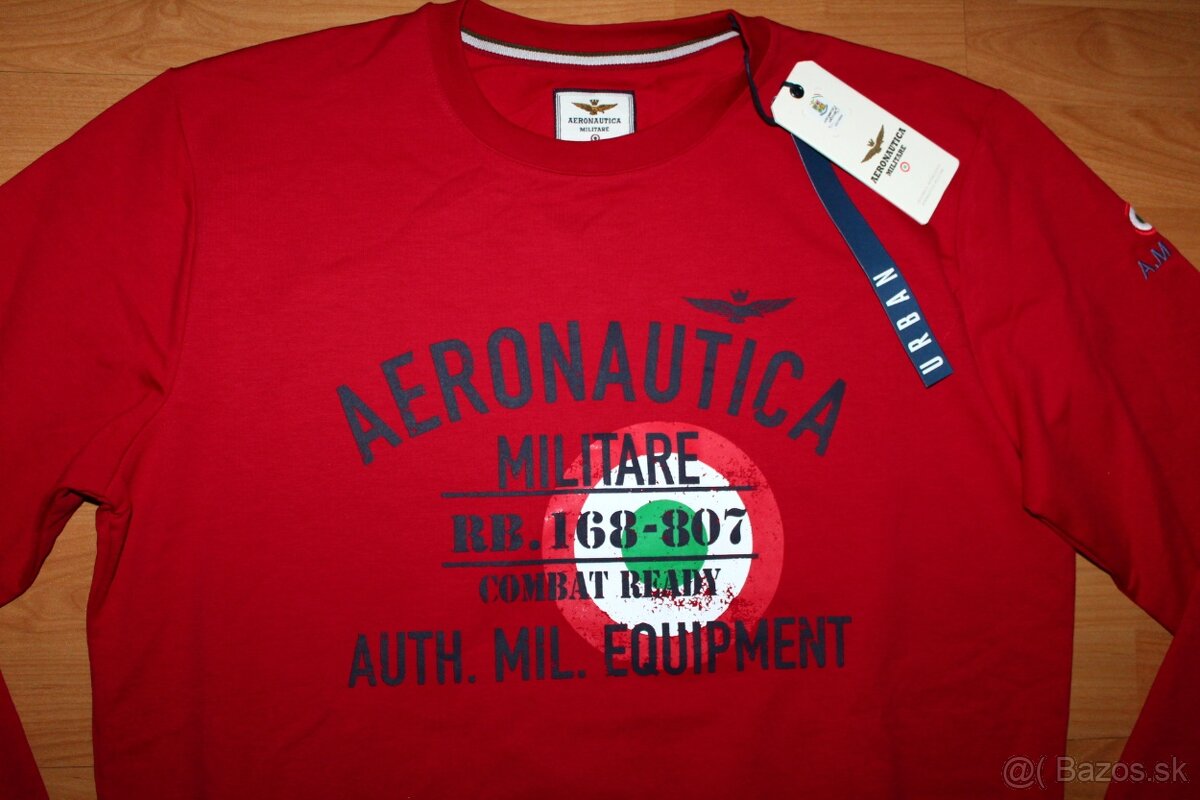 AERONAUTICA
MILITARE
AERONAUTICA
MILITARE
URBAN
A.M
AERONAUTICA
MILITARE
RB.168-807
COMBAT READY
AUTH. MIL. EQUIPMENT
@( Bazos.sk